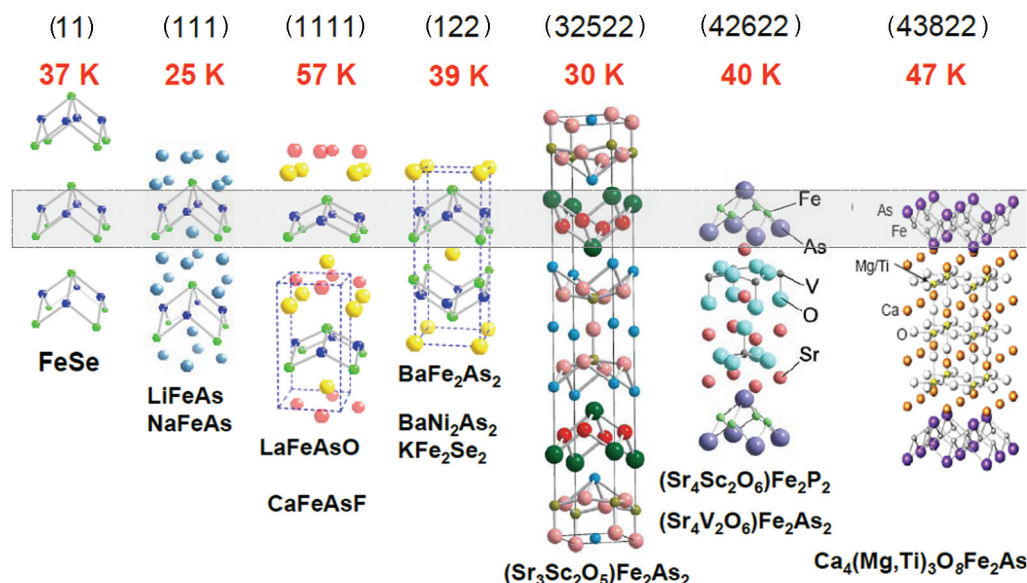 (11) (111) (1111) (122) (32522) (42622) (43822)
37 K 25 K 57 K 39 K 30 K 40 K 47 K
Fe
As
V
O
Sr
As
Fe
Mg/Ti
Ca
O
FeSe
LiFeAs
NaFeAs
LaFeAsO
CaFeAsF
BaFe₂As₂
BaNi₂As₂
KFe₂Se₂
(Sr₃Sc₂O₅)Fe₂As₂
(Sr₄Sc₂O₆)Fe₂P₂
(Sr₄V₂O₆)Fe₂As₂
Ca₄(Mg,Ti)₃O₈Fe₂As